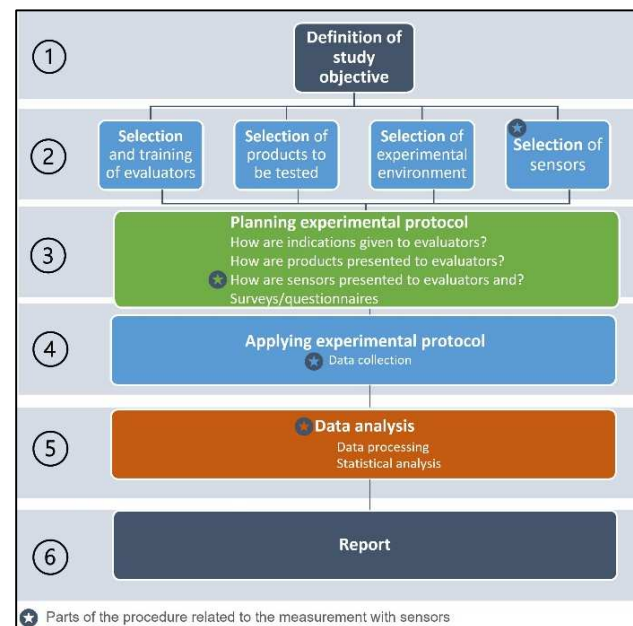 1
Definition of
study
objective
2
Selection
and training
of evaluators
Selection of
products to
be tested
Selection of
experimental
environment
Selection of
sensors
3
Planning experimental protocol
How are indications given to evaluators?
How are products presented to evaluators?
How are sensors presented to evaluators and?
Surveys/questionnaires
4
Applying experimental protocol
Data collection
5
Data analysis
Data processing
Statistical analysis
6
Report
Parts of the procedure related to the measurement with sensors